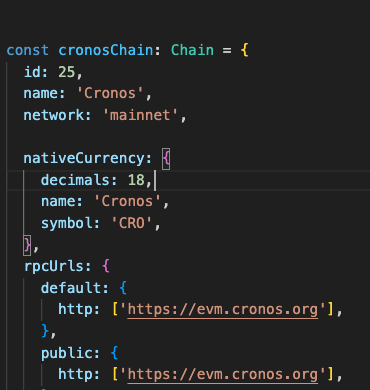 const cronosChain: Chain = {
id: 25,
name: 'Cronos',
network: 'mainnet',
nativeCurrency: {
decimals: 18,
name: 'Cronos',
symbol: 'CRO',
},
rpcUrls: {
default: {
http: ['https://evm.cronos.org'],
},
public: {
http: ['https://evm.cronos.org'],